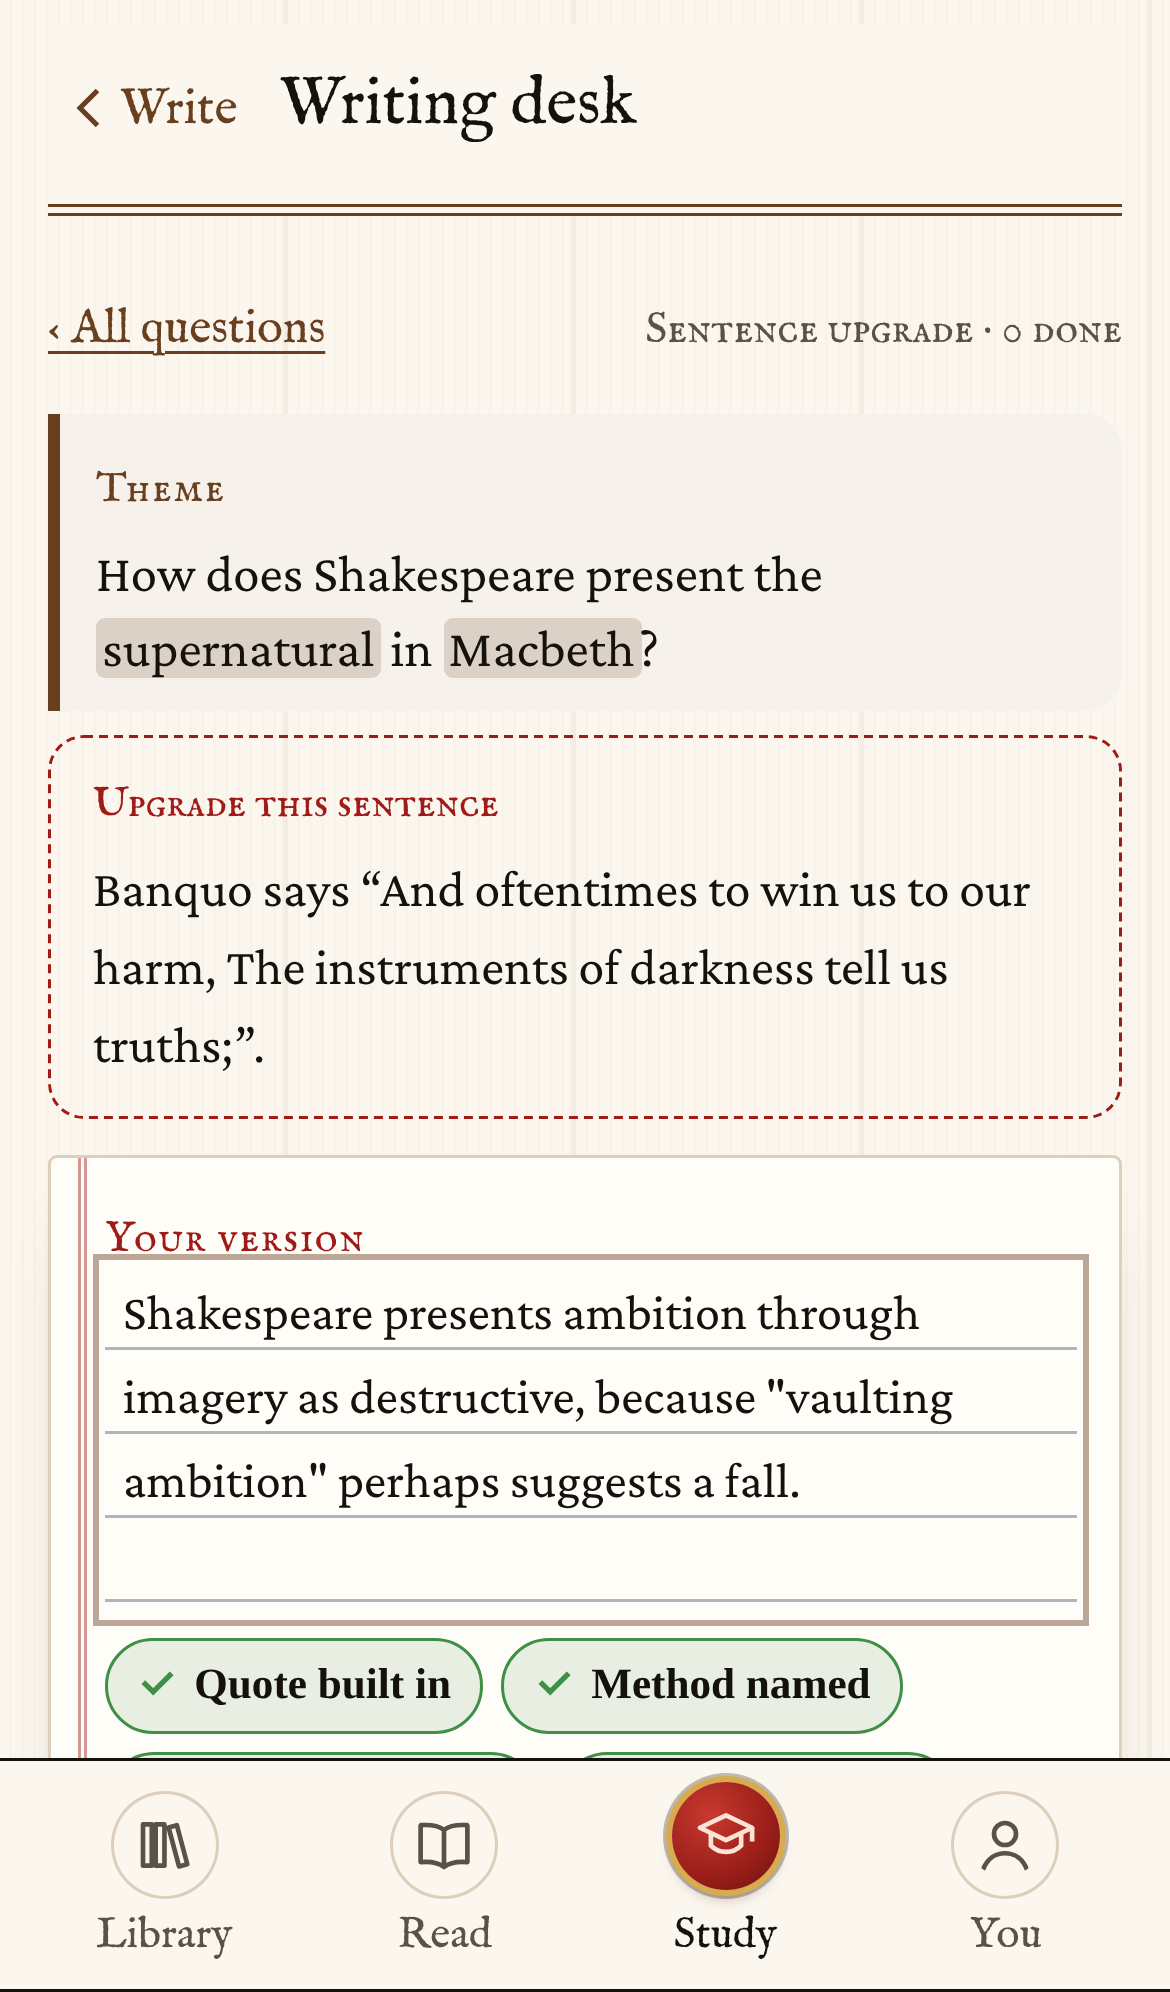 Write Writing desk
‹ All questions
Sentence upgrade · 0 done
Theme
How does Shakespeare present the
supernatural in Macbeth?
Upgrade this sentence
Banquo says “And oftentimes to win us to our
harm, The instruments of darkness tell us
truths;”.
Your version
Shakespeare presents ambition through
imagery as destructive, because "vaulting
ambition" perhaps suggests a fall.
Quote built in
Method named
Library
Read
Study
You